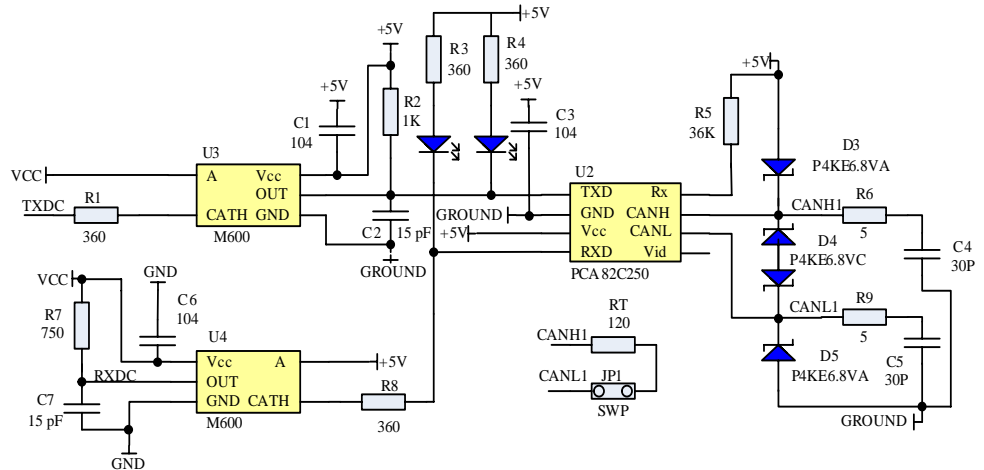 +5V
+5V
R3
360
R4
360
+5V
+5V
+5V
C1
104
R2
1K
C3
104
R5
36K
D3
P4KE6.8VA
U3
VCC
A
Vcc
OUT
TXDC
R1
360
CATH
GND
M600
C2
15 pF
GROUND
GROUND
+5V
U2
TXD
Rx
GND
CANH
Vcc
CANL
RXD
Vid
PCA 82C250
CANH1
R6
5
D4
P4KE6.8VC
C4
30P
CANL1
R9
5
D5
P4KE6.8VA
C5
30P
GROUND
GND
VCC
C6
104
R7
750
U4
Vcc
A
+5V
RXDC
OUT
GND
CATH
R8
360
C7
15 pF
M600
GND
RT
120
CANH1
CANL1
JP1
SWP